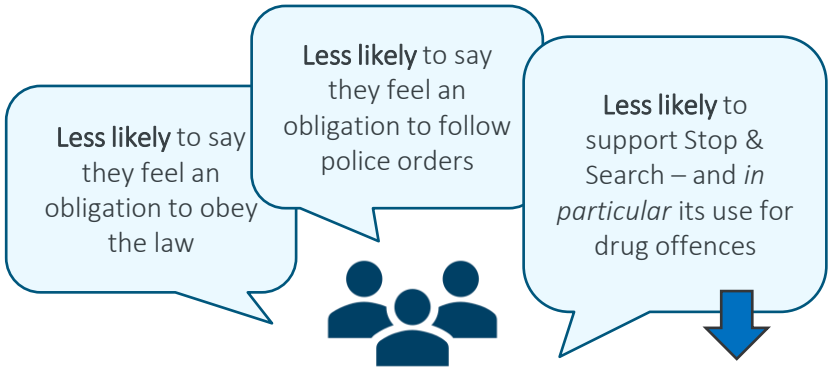 Less likely to say
they feel an
obligation to obey
the law
Less likely to say
they feel an
obligation to follow
police orders
Less likely to
support Stop &
Search – and in
particular its use for
drug offences